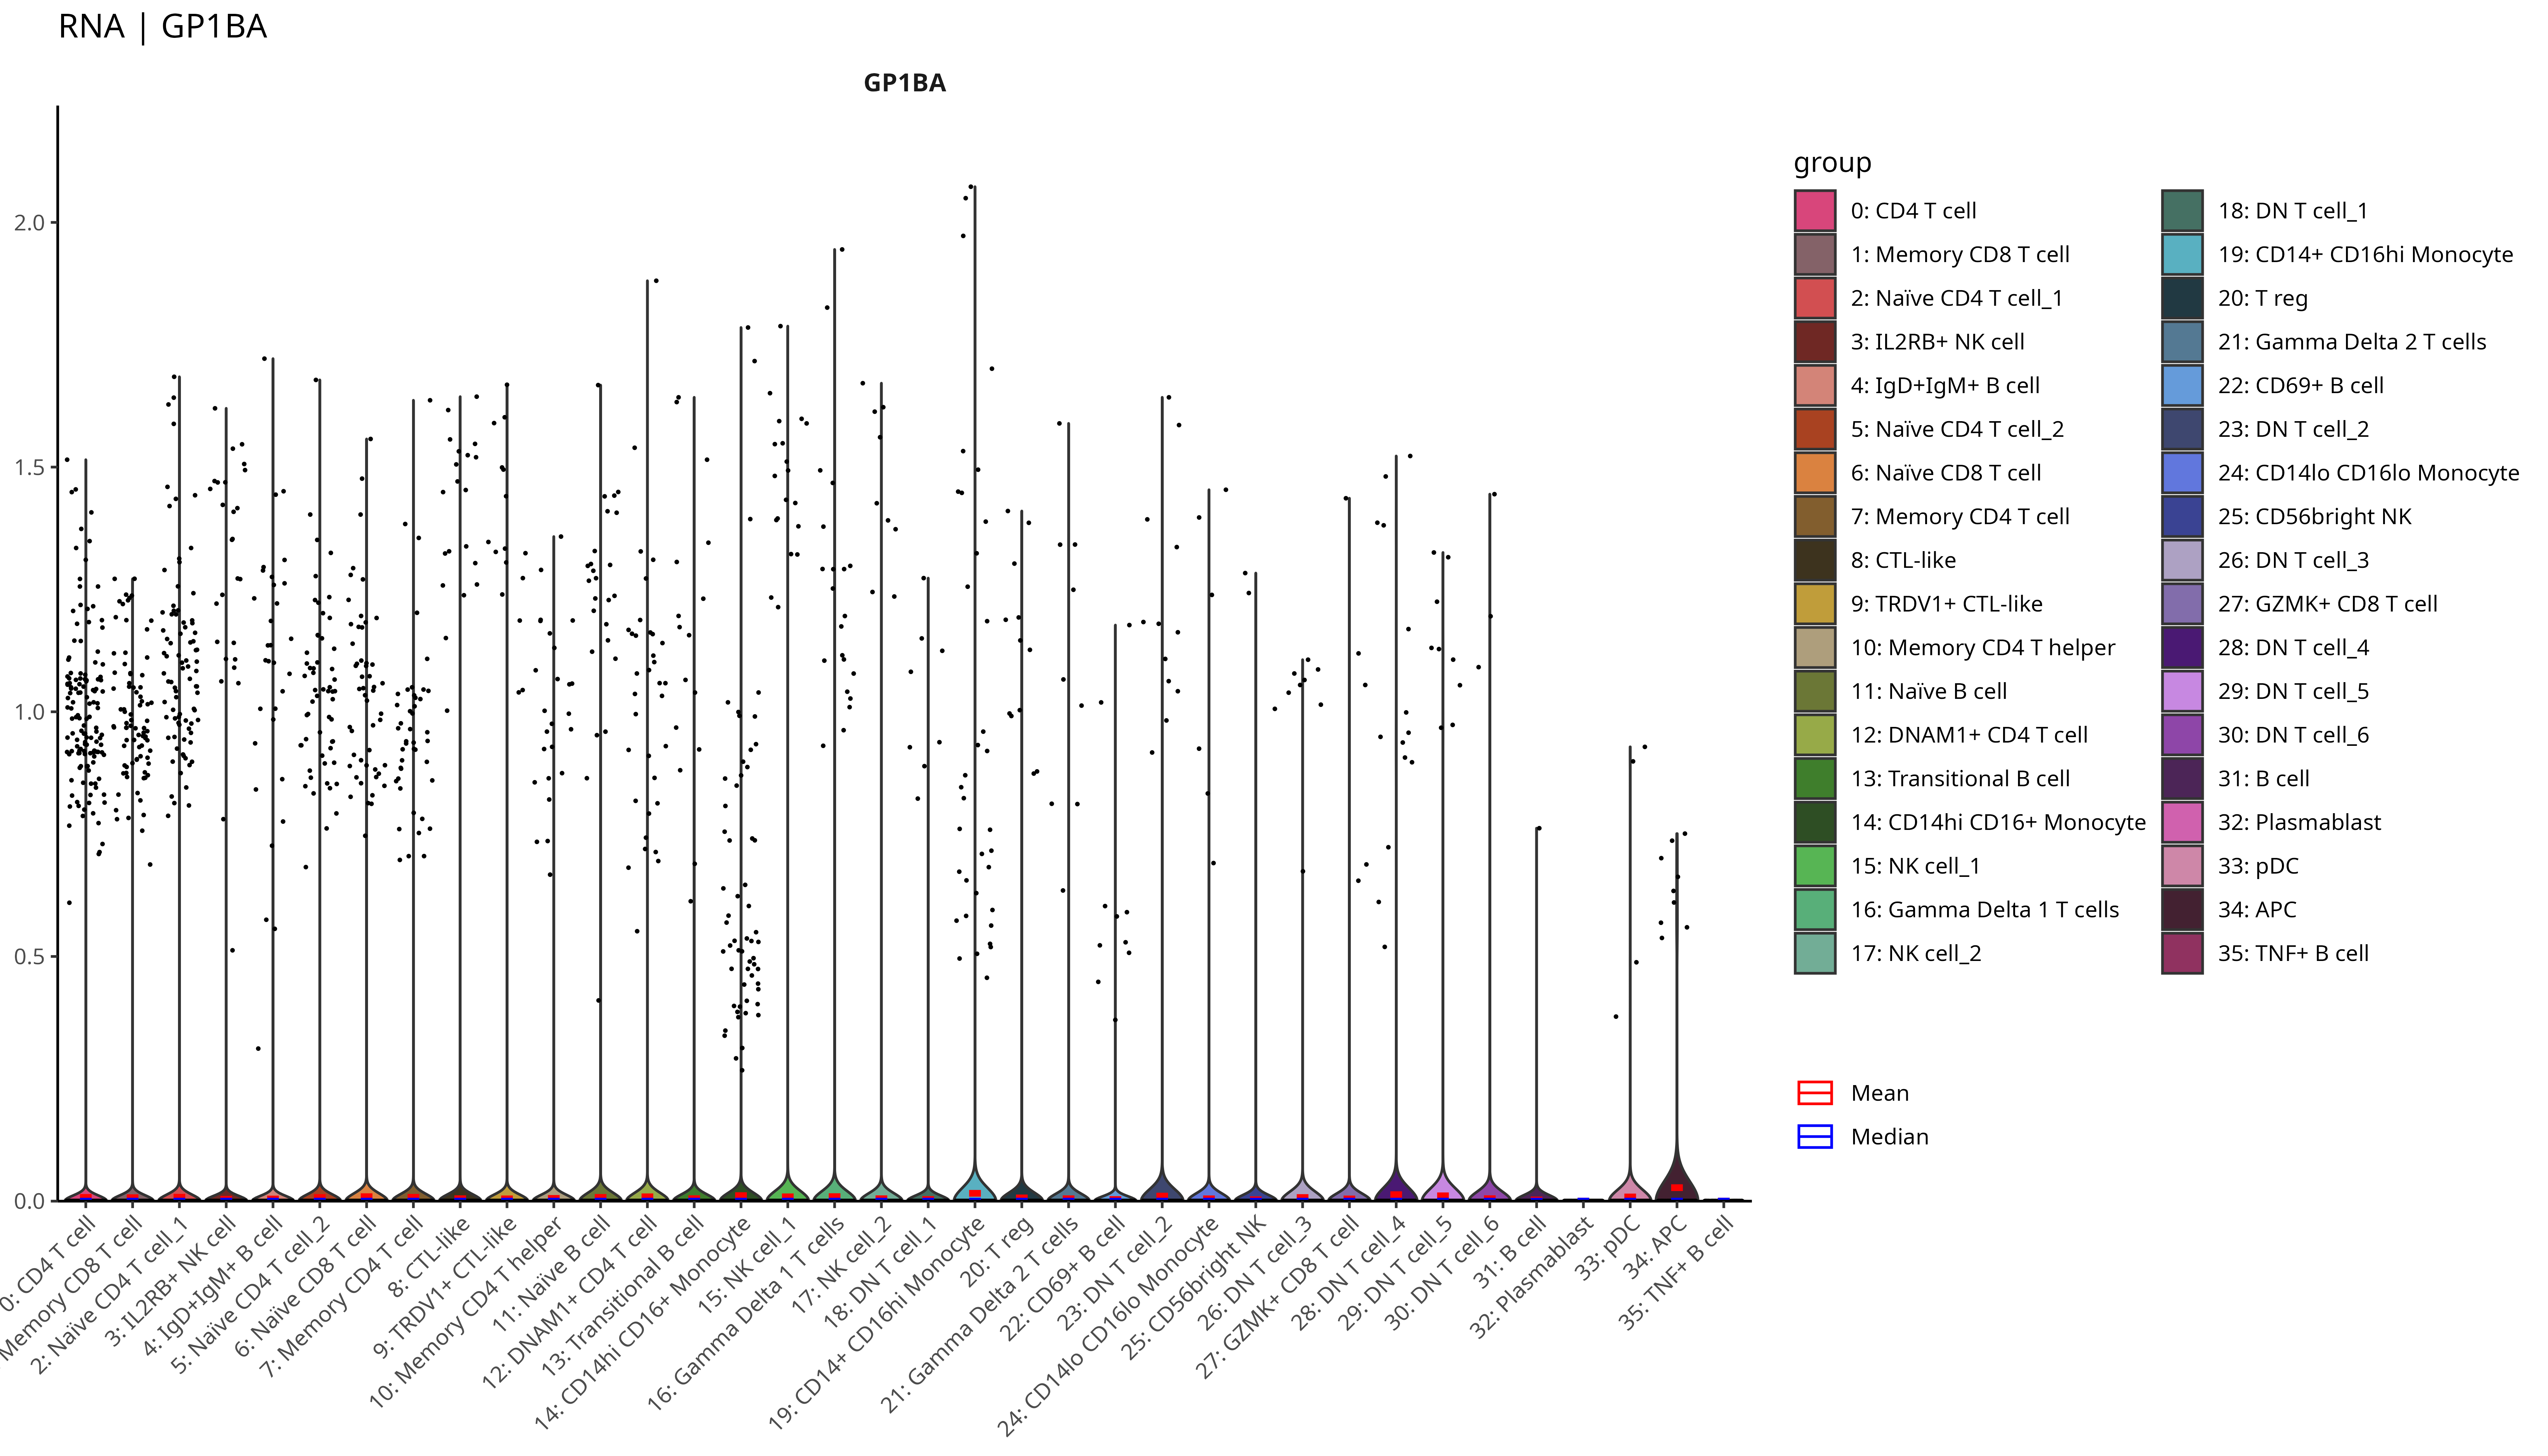 RNA | GP1BA
GP1BA
2.0
1.5
1.0
0.5
0.0
0: CD4 T cell
Memory CD8 T cell
2: Naïve CD4 T cell_1
3: IL2RB+ NK cell
4: IgD+IgM+ B cell
5: Naïve CD4 T cell_2
6: Naïve CD8 T cell
7: Memory CD4 T cell
8: CTL-like
9: TRDV1+ CTL-like
10: Memory CD4 T helper
11: Naïve B cell
12: DNAM1+ CD4 T cell
13: Transitional B cell
14: CD14hi CD16+ Monocyte
15: NK cell_1
16: Gamma Delta 1 T cells
17: NK cell_2
18: DN T cell_1
19: CD14+ CD16hi Monocyte
20: T reg
21: Gamma Delta 2 T cells
22: CD69+ B cell
23: DN T cell_2
24: CD14lo CD16lo Monocyte
25: CD56bright NK
26: DN T cell_3
27: GZMK+ CD8 T cell
28: DN T cell_4
29: DN T cell_5
30: DN T cell_6
31: B cell
32: Plasmablast
33: pDC
34: APC
35: TNF+ B cell
group
0: CD4 T cell
1: Memory CD8 T cell
2: Naïve CD4 T cell_1
3: IL2RB+ NK cell
4: IgD+IgM+ B cell
5: Naïve CD4 T cell_2
6: Naïve CD8 T cell
7: Memory CD4 T cell
8: CTL-like
9: TRDV1+ CTL-like
10: Memory CD4 T helper
11: Naïve B cell
12: DNAM1+ CD4 T cell
13: Transitional B cell
14: CD14hi CD16+ Monocyte
15: NK cell_1
16: Gamma Delta 1 T cells
17: NK cell_2
18: DN T cell_1
19: CD14+ CD16hi Monocyte
20: T reg
21: Gamma Delta 2 T cells
22: CD69+ B cell
23: DN T cell_2
24: CD14lo CD16lo Monocyte
25: CD56bright NK
26: DN T cell_3
27: GZMK+ CD8 T cell
28: DN T cell_4
29: DN T cell_5
30: DN T cell_6
31: B cell
32: Plasmablast
33: pDC
34: APC
35: TNF+ B cell
Mean
Median